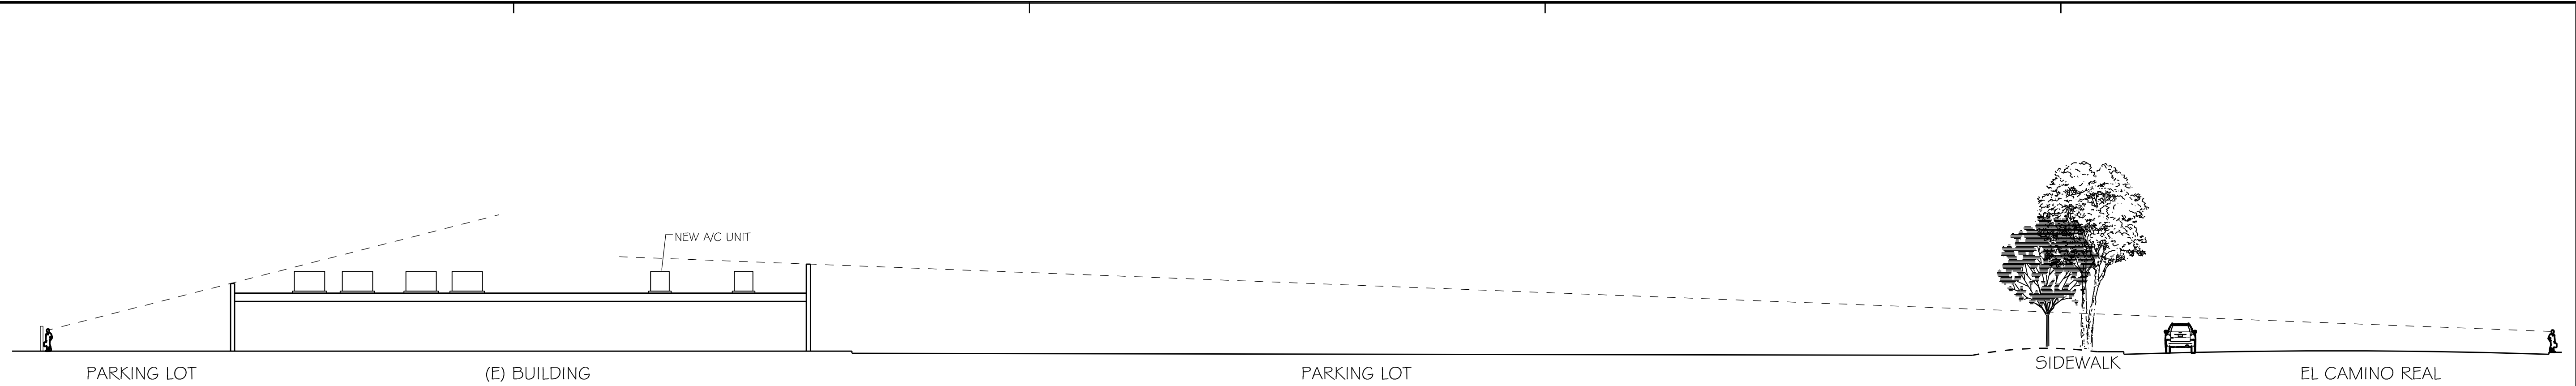 NEW A/C UNIT
PARKING LOT
(E) BUILDING
PARKING LOT
SIDEWALK
EL CAMINO REAL